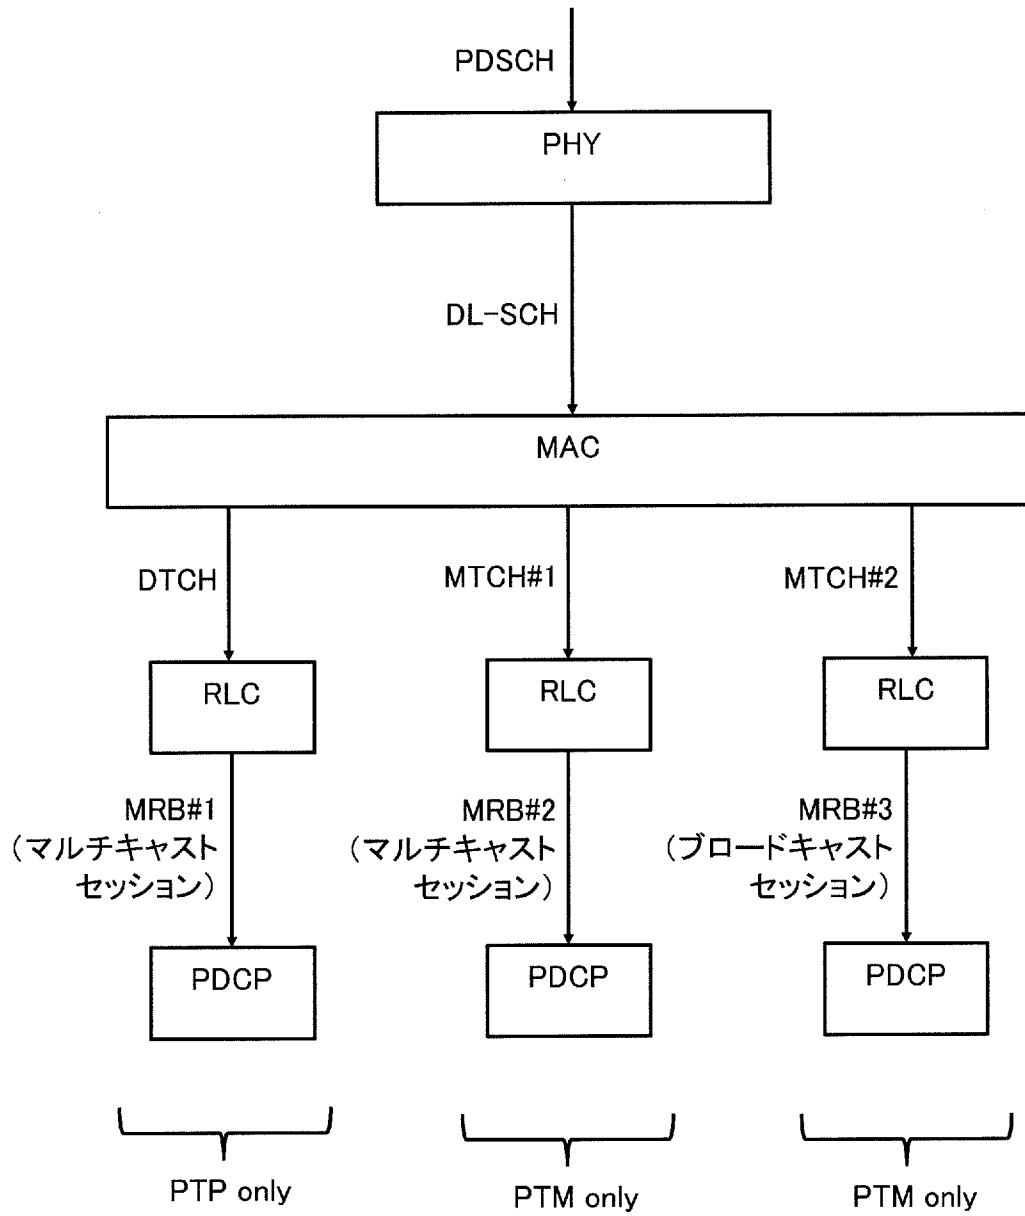 PDSCH
PHY
DL-SCH
MAC
DTCH
MTCH#1
MTCH#2
RLC
RLC
RLC
MRB#1
(マルチキャスト
セッション)
MRB#2
(マルチキャスト
セッション)
MRB#3
(ブロードキャスト
セッション)
PDCP
PDCP
PDCP
PTP only
PTM only
PTM only